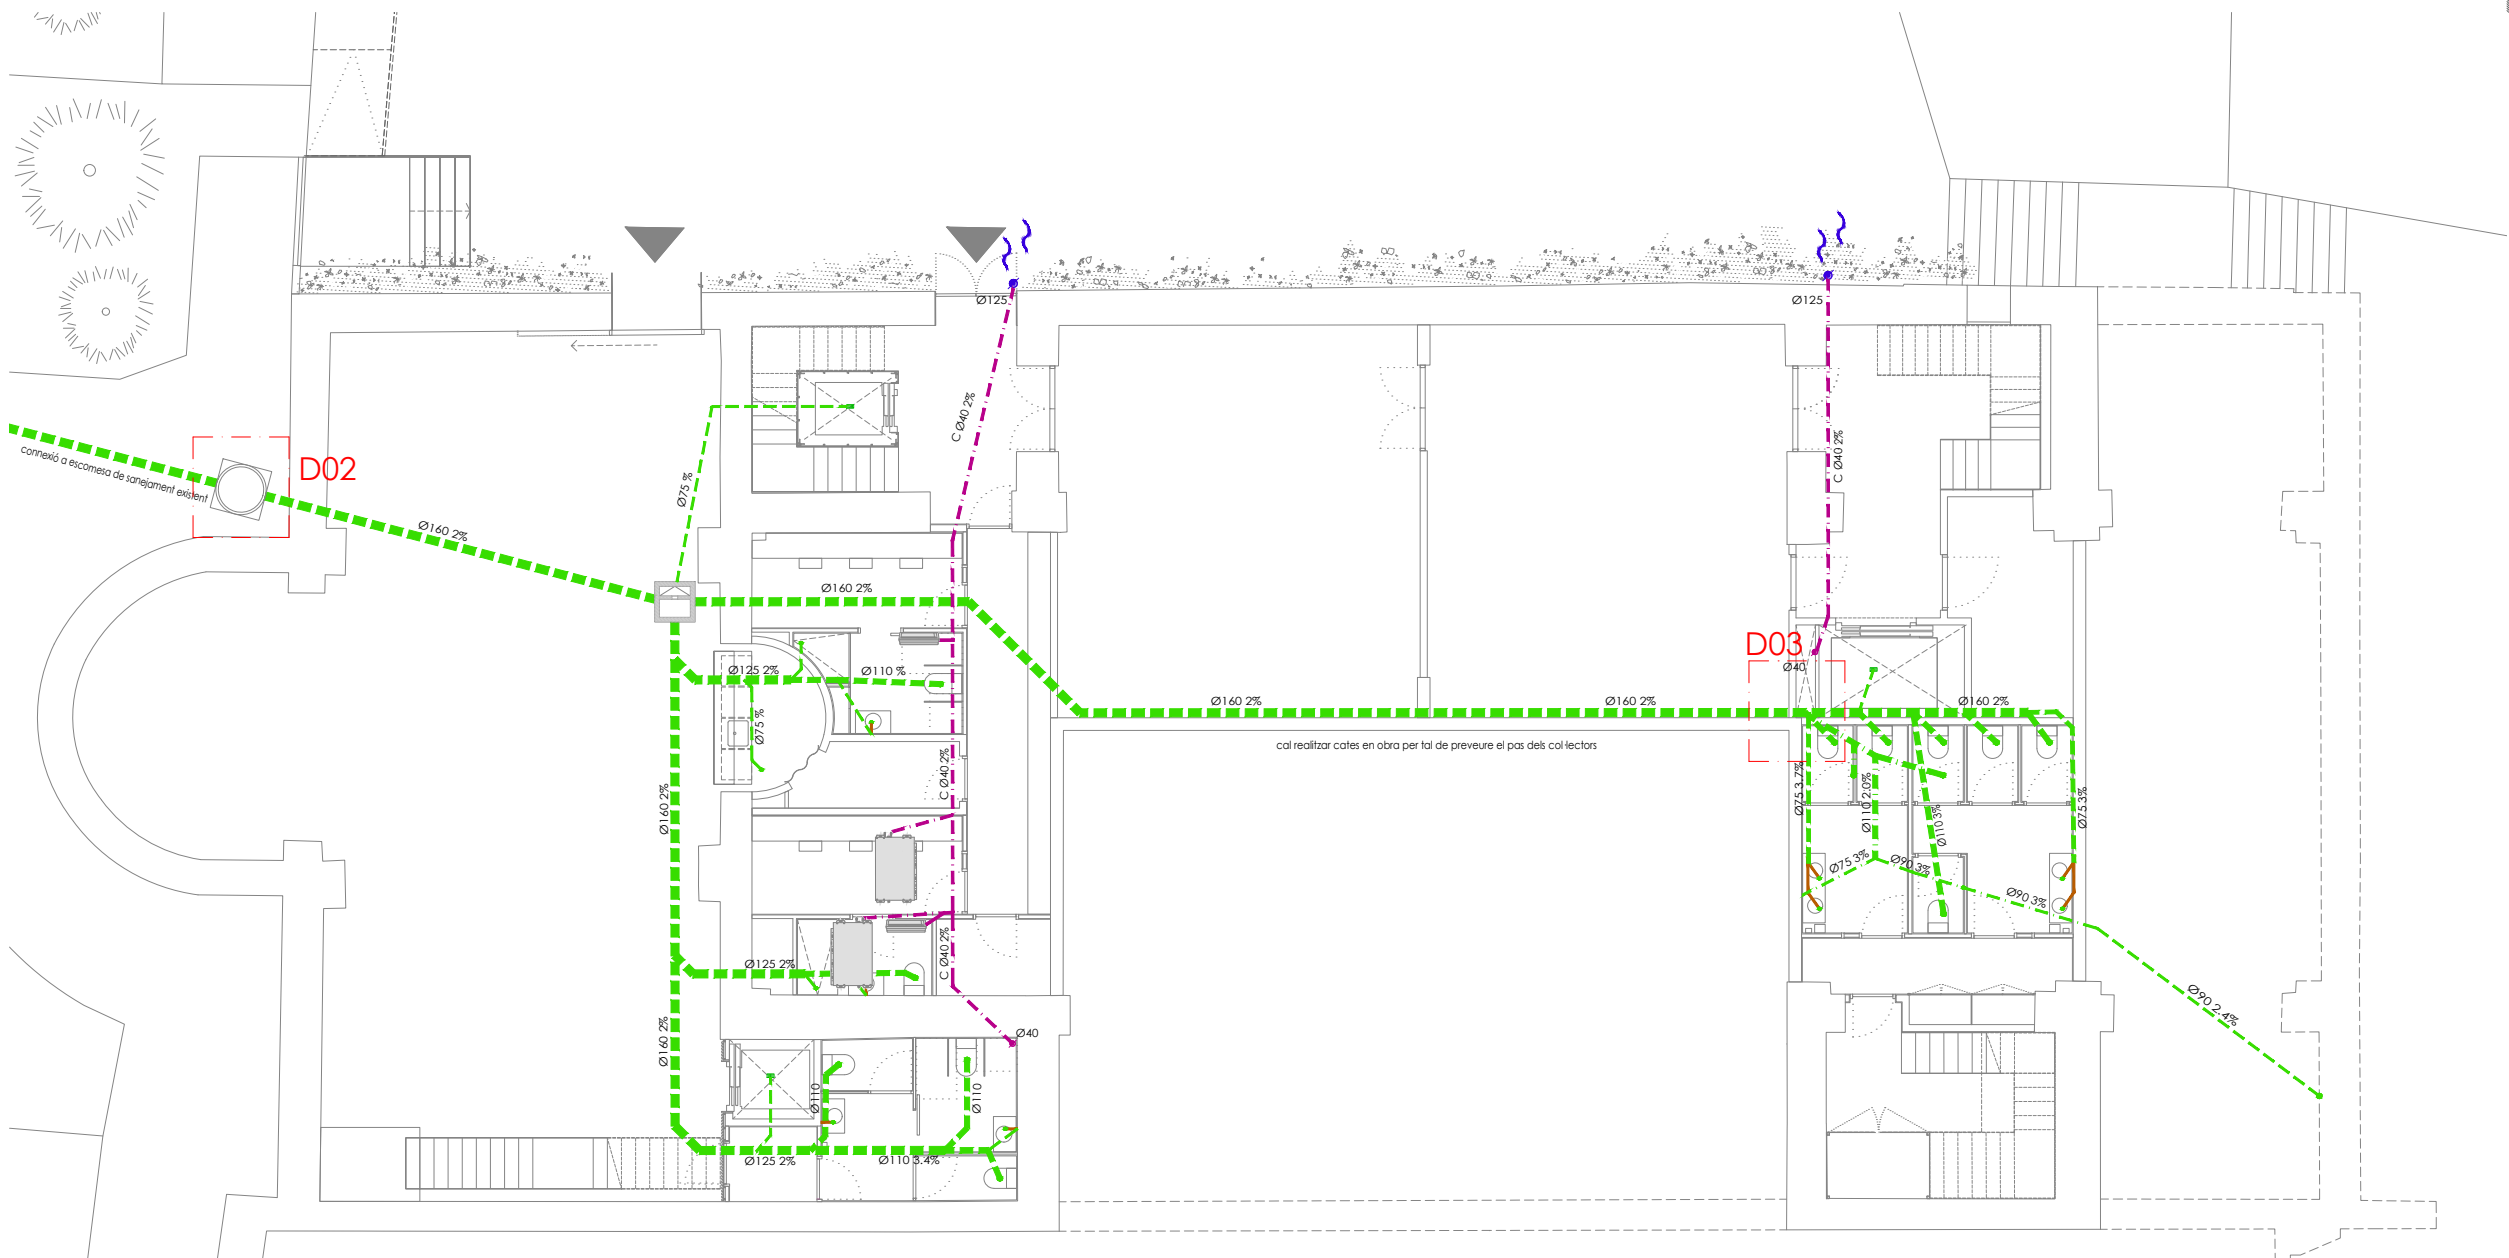 Ø125
Ø125
C Ø40 2%
C Ø40 2%
connexió a escomesa de sanejament existent
D02
Ø75 %
Ø160 2%
Ø160 2%
D03
Ø40
Ø125 2%
Ø110 %
Ø75 %
Ø160 2%
Ø160 2%
Ø160 2%
cal realitzar cates en obra per tal de preveure el pas dels col·lectors
C Ø40 2%
Ø160 2%
Ø75 3.7%
Ø110 2.0%
Ø110 3%
Ø75 3%
Ø75 3%
Ø90 3%
Ø90 3%
C Ø40 2%
Ø125 2%
Ø90 2.4%
Ø160 2%
Ø40
Ø110
Ø110
Ø125 2%
Ø110 3.4%